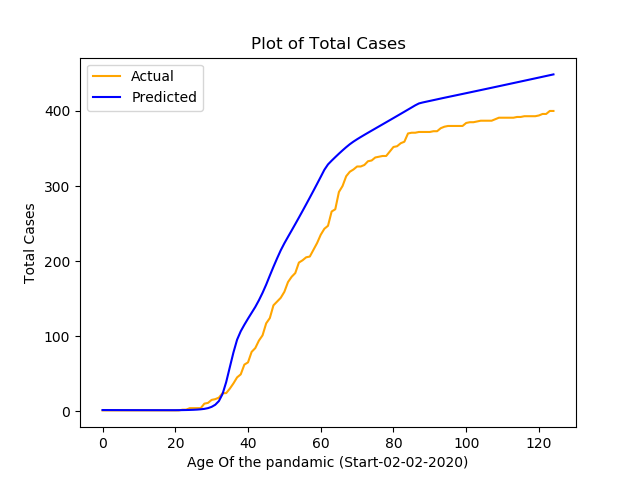 Plot of Total Cases
Actual
Predicted
400
300
200
100
0
Total Cases
0 20 40 60 80 100 120
Age Of the pandamic (Start-02-02-2020)